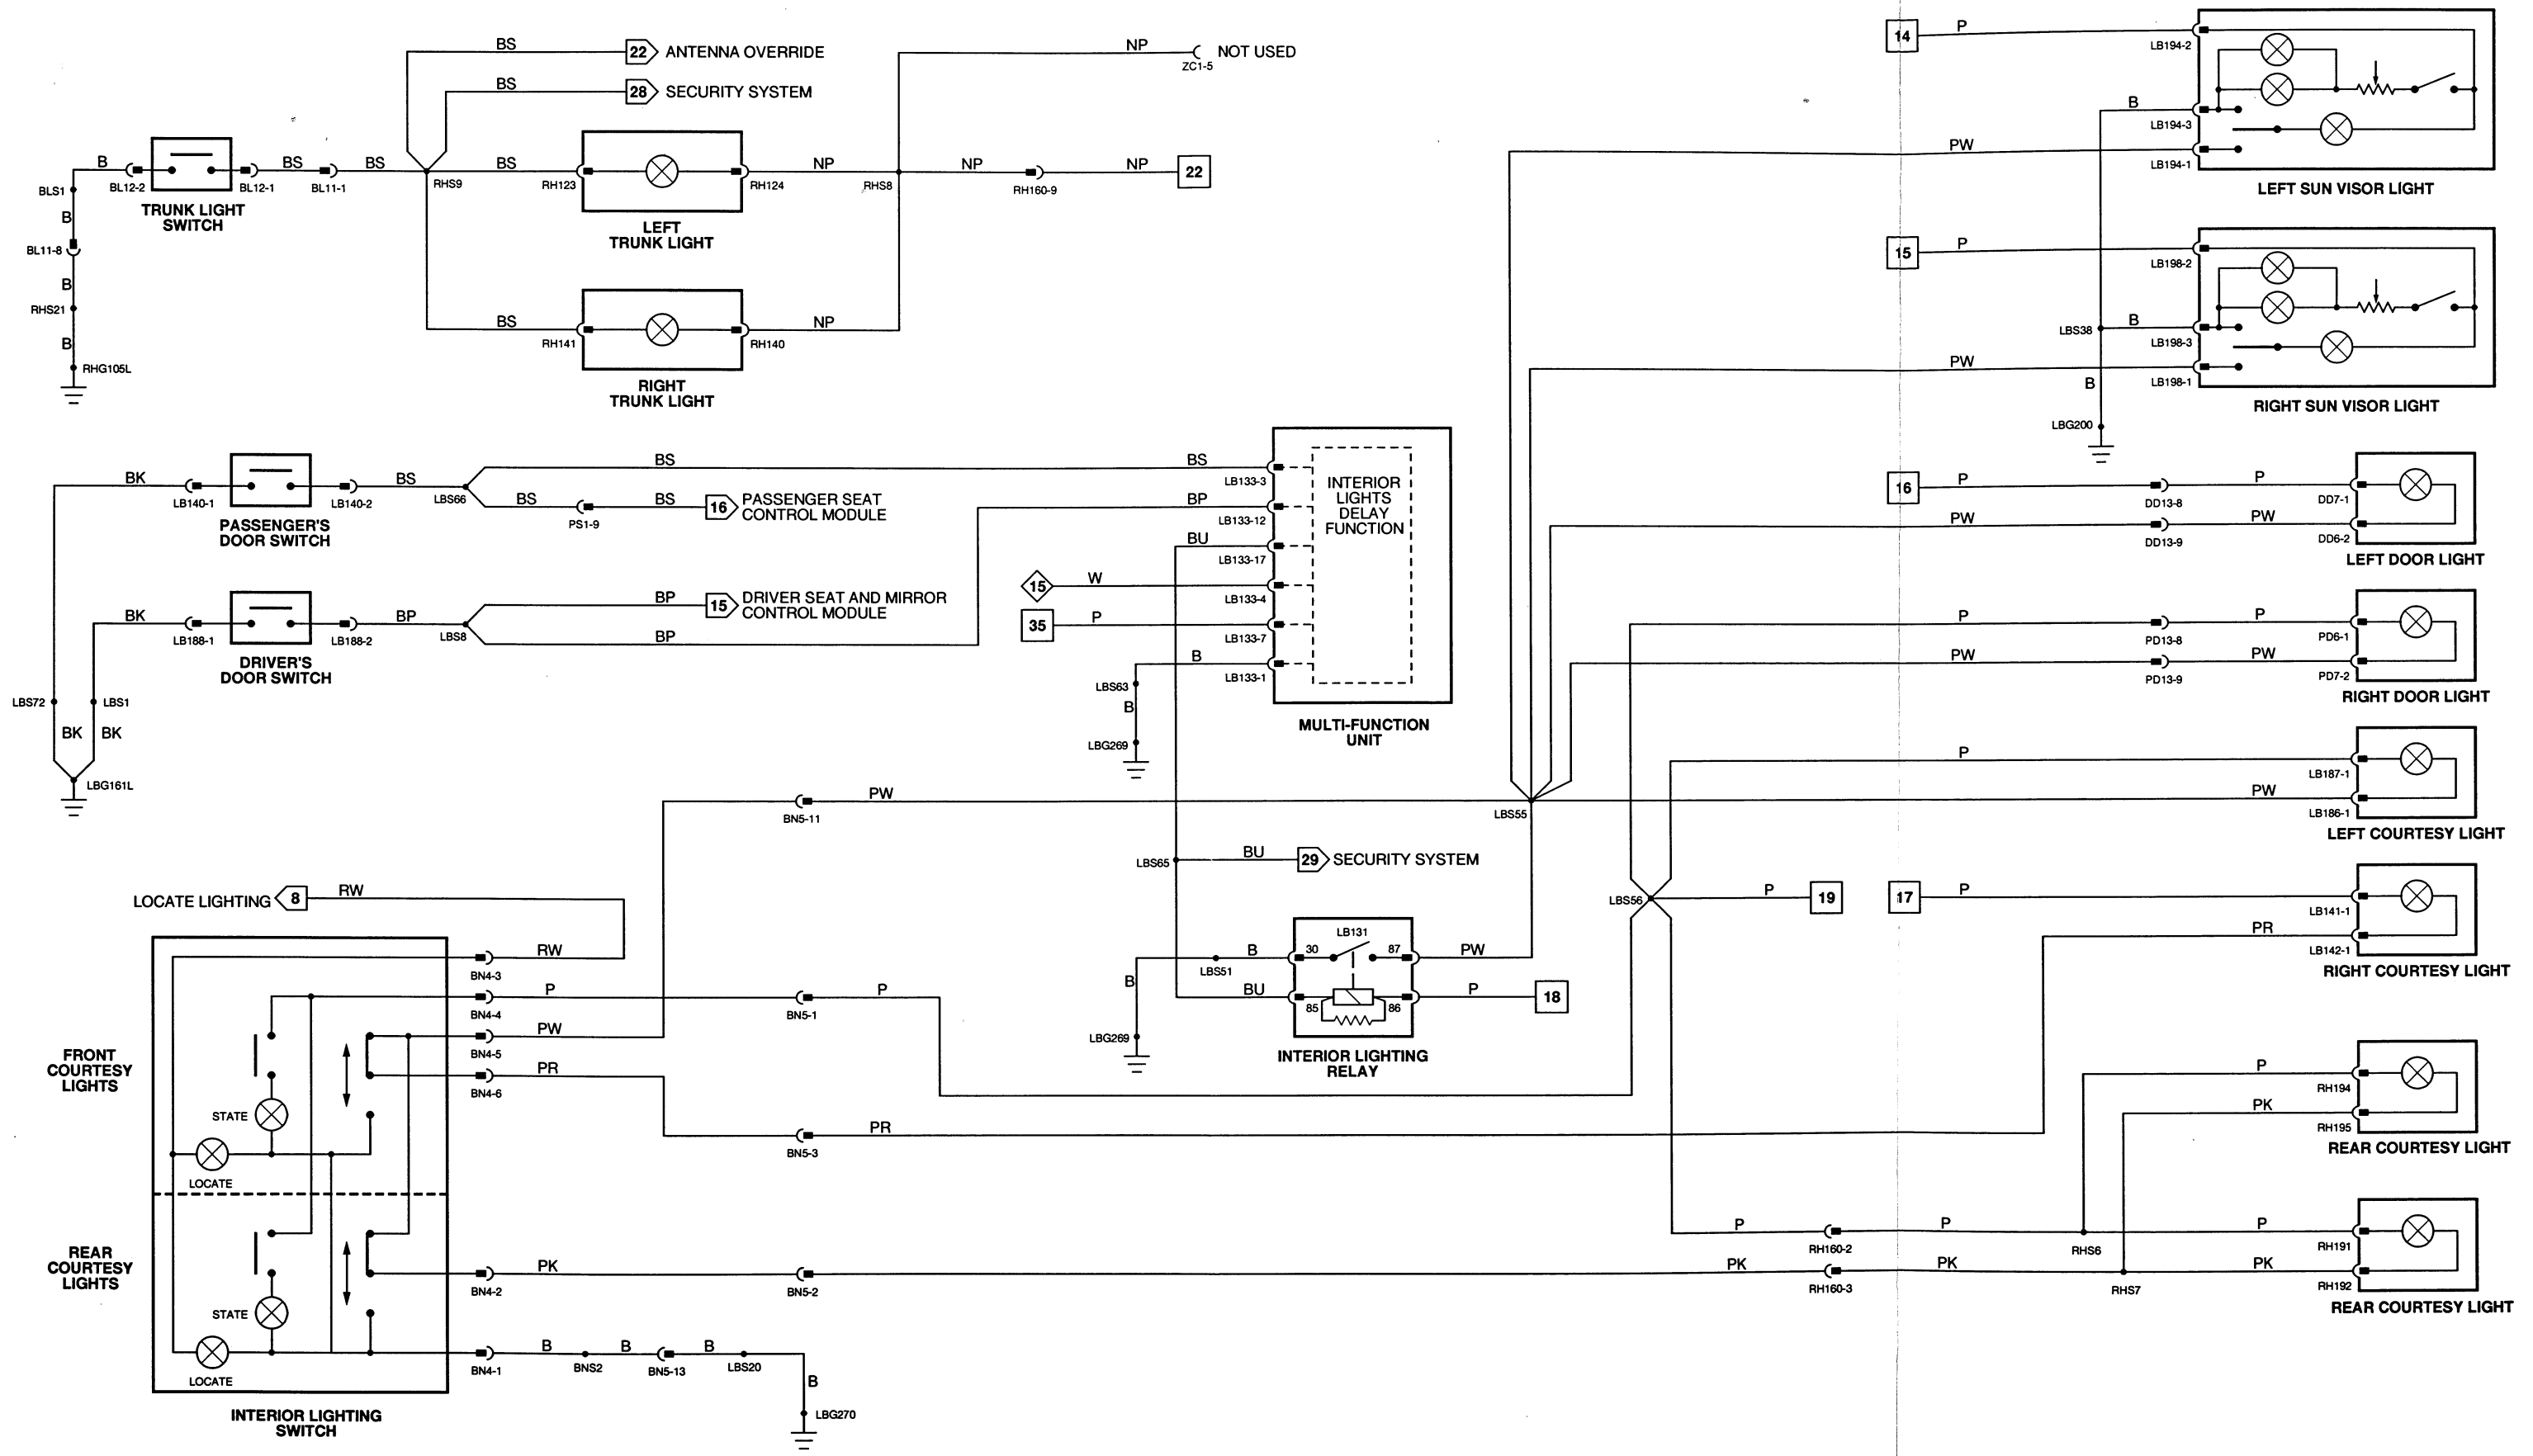 BS
22
ANTENNA OVERRIDE
BS
28
SECURITY SYSTEM
NP
ZC1-5
NOT USED
B
BL12-2
BL12-1
BS
BL11-1
BS
RHS9
BS
RH123
RH124
NP
RHS8
NP
RH160-9
NP
22
BLS1
B
BL11-8
B
RHS21
B
RHG105L
TRUNK LIGHT
SWITCH
LEFT
TRUNK LIGHT
BS
RH141
RH140
NP
RIGHT
TRUNK LIGHT
14
P
LB194-2
B
LB194-3
PW
LB194-1
LEFT SUN VISOR LIGHT
15
P
LB198-2
LBS38
B
LB198-3
PW
LB198-1
B
LBG200
RIGHT SUN VISOR LIGHT
BK
LB140-1
LB140-2
BS
LBS66
BS
BS
LB133-3
BS
PS1-9
BS
16
PASSENGER SEAT
CONTROL MODULE
PASSENGER'S
DOOR SWITCH
BP
LB133-12
BU
LB133-17
15
W
LB133-4
35
P
LB133-7
B
LB133-1
LBS63
B
LBG269
INTERIOR
LIGHTS
DELAY
FUNCTION
MULTI-FUNCTION
UNIT
BK
LB188-1
LB188-2
BP
LBS8
BP
15
DRIVER SEAT AND MIRROR
CONTROL MODULE
BP
DRIVER'S
DOOR SWITCH
LBS72
LBS1
BK
BK
LBG161L
16
P
DD13-8
P
DD7-1
PW
DD13-9
PW
DD6-2
LEFT DOOR LIGHT
P
PD13-8
P
PD6-1
PW
PD13-9
PW
PD7-2
RIGHT DOOR LIGHT
P
LB187-1
PW
LB186-1
LEFT COURTESY LIGHT
BN5-11
PW
LBS55
LBS65
BU
29
SECURITY SYSTEM
LOCATE LIGHTING
8
RW
LBS56
P
19
17
P
LB141-1
PR
LB142-1
RIGHT COURTESY LIGHT
LB131
30
87
85
86
B
LBS51
B
BU
PW
P
18
LBG269
INTERIOR LIGHTING
RELAY
BN4-3
RW
BN4-4
P
BN5-1
P
BN4-5
PW
BN4-6
PR
BN5-3
PR
FRONT
COURTESY
LIGHTS
STATE
LOCATE
P
RH194
PK
RH195
REAR COURTESY LIGHT
REAR
COURTESY
LIGHTS
STATE
LOCATE
BN4-2
PK
BN5-2
P
RH160-2
P
RHS6
P
RH191
PK
RH160-3
PK
RHS7
PK
RH192
REAR COURTESY LIGHT
BN4-1
B
BNS2
B
BN5-13
B
LBS20
B
LBG270
INTERIOR LIGHTING
SWITCH